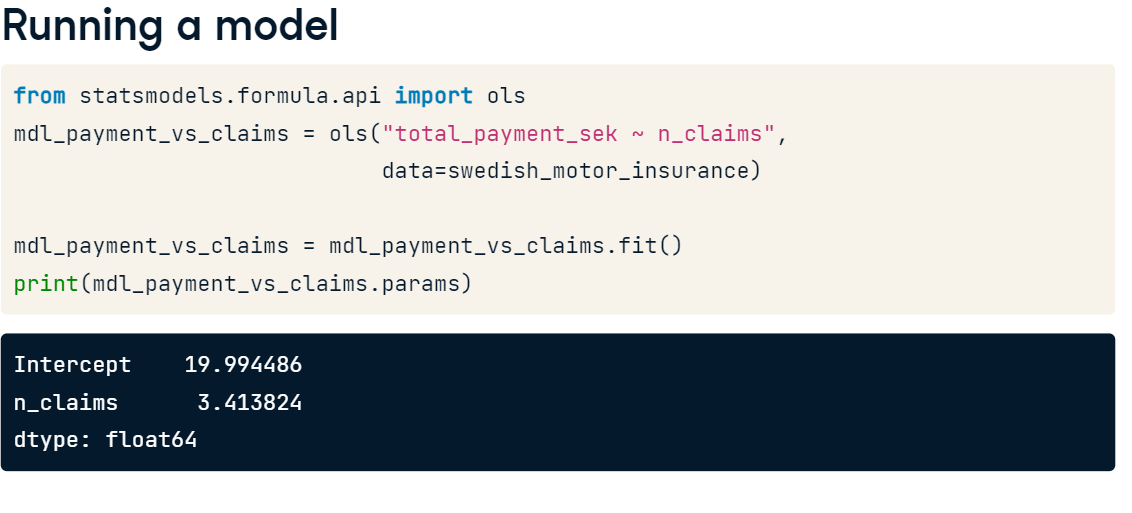 Running a model
from statsmodels.formula.api import ols
mdl_payment_vs_claims = ols("total_payment_sek ~ n_claims",
                            data=swedish_motor_insurance)
mdl_payment_vs_claims = mdl_payment_vs_claims.fit()
print(mdl_payment_vs_claims.params)
Intercept    19.994486
n_claims      3.413824
dtype: float64